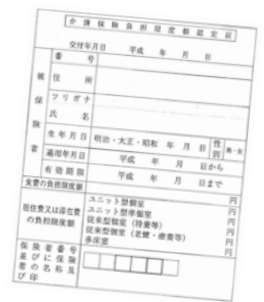 介護保険負担限度額認定証
交付年月日 平成 年 月 日
被保険者
番号
住所
フリガナ
氏名
生年月日 明治・大正・昭和 年 月 日 性別 男・女
適用年月日 平成 年 月 日から
有効期限 平成 年 月 日まで
食費の負担限度額 円
居住費又は滞在費の負担限度額
ユニット型個室 円
ユニット型準個室 円
従来型個室（特養等） 円
従来型個室（老健・療養等） 円
多床室 円
保険者番号
並びに保険
者の名称及
び印